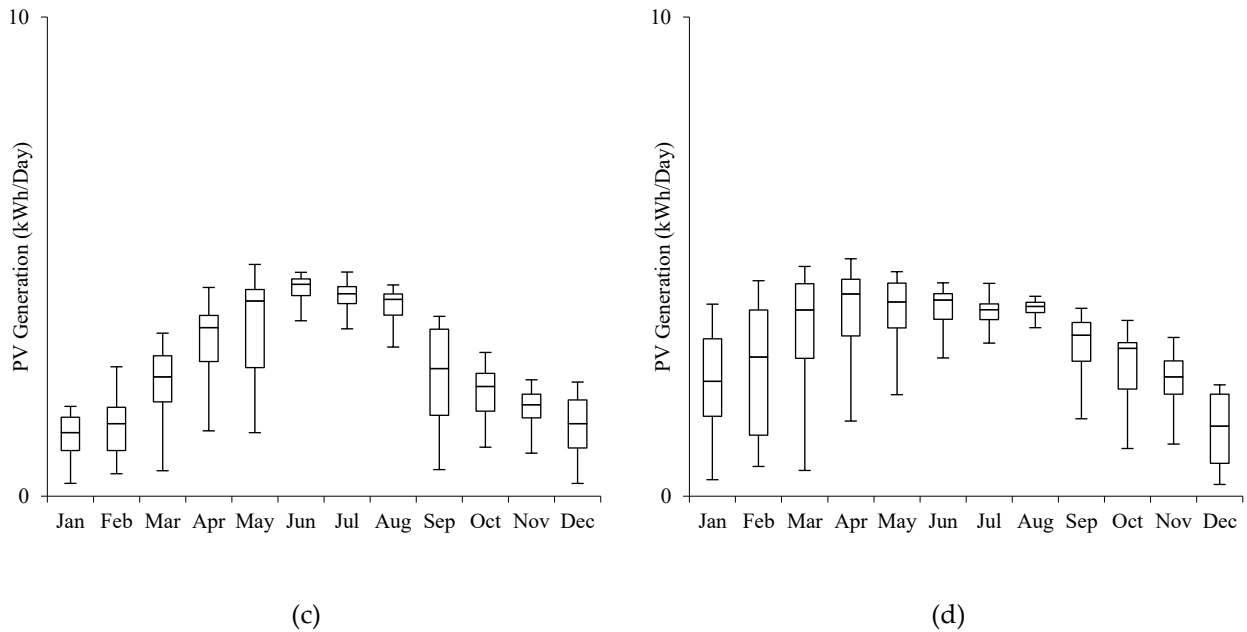 10
PV Generation (kWh/Day)
0
Jan Feb Mar Apr May Jun Jul Aug Sep Oct Nov Dec
(c)
10
PV Generation (kWh/Day)
0
Jan Feb Mar Apr May Jun Jul Aug Sep Oct Nov Dec
(d)